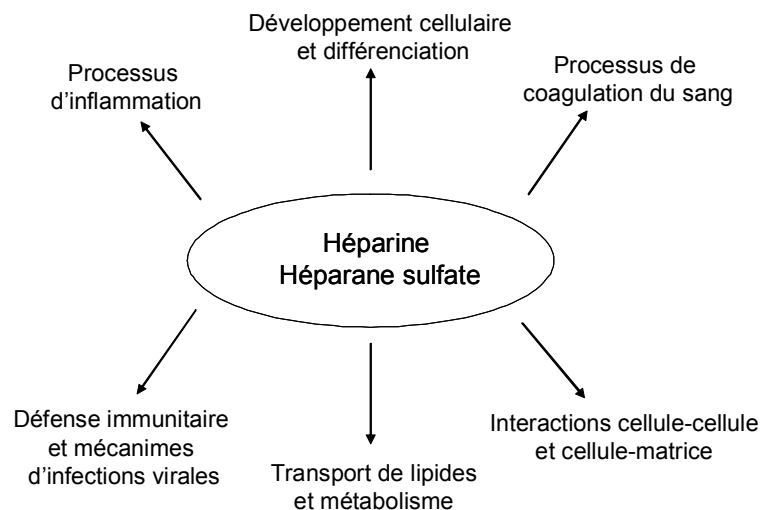 Développement cellulaire
et différenciation
Processus
d'inflammation
Processus de
coagulation du sang
Héparine
Héparane sulfate
Défense immunitaire
et mécanimes
d'infections virales
Transport de lipides
et métabolisme
Interactions cellule-cellule
et cellule-matrice